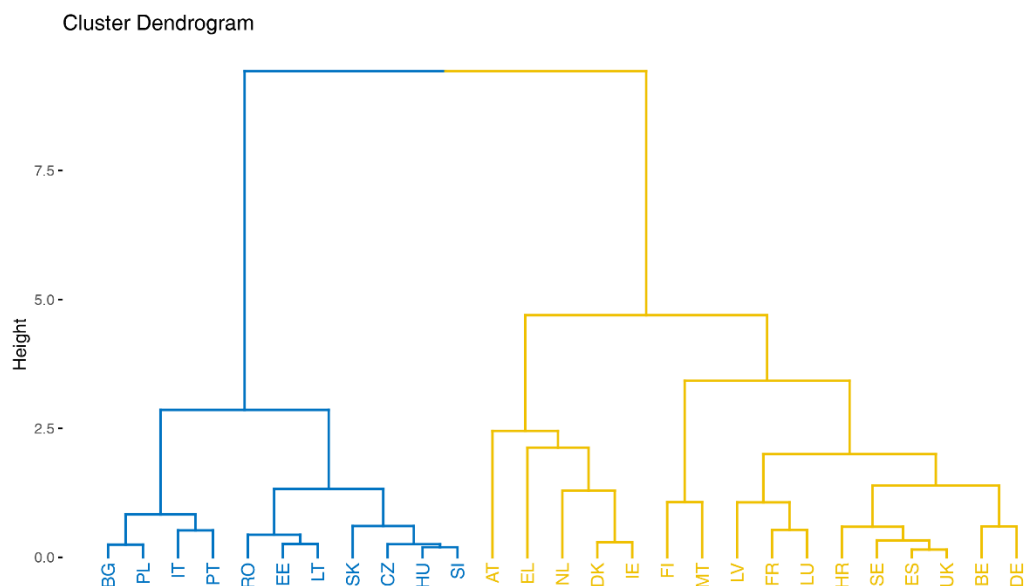 Cluster Dendrogram
Height
7.5
5.0
2.5
0.0
BG PL IT PT RO EE LT SK CZ HU SI AT EL NL DK IE FI MT LV FR LU HR SE ES UK BE DE